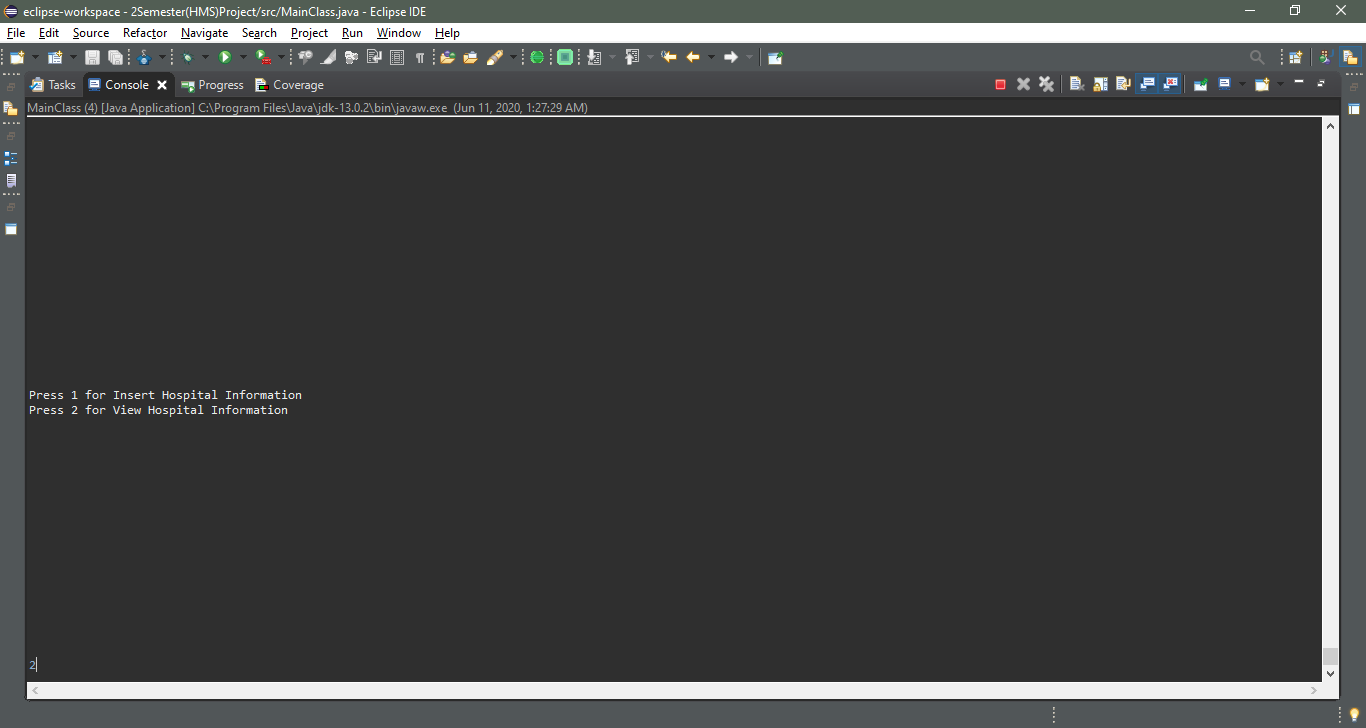 eclipse-workspace - 2Semester(HMS)Project/src/MainClass.java - Eclipse IDE
File Edit Source Refactor Navigate Search Project Run Window Help
Tasks Console Progress Coverage
MainClass (4) [Java Application] C:\Program Files\Java\jdk-13.0.2\bin\javaw.exe (Jun 11, 2020, 1:27:29 AM)
Press 1 for Insert Hospital Information
Press 2 for View Hospital Information
2